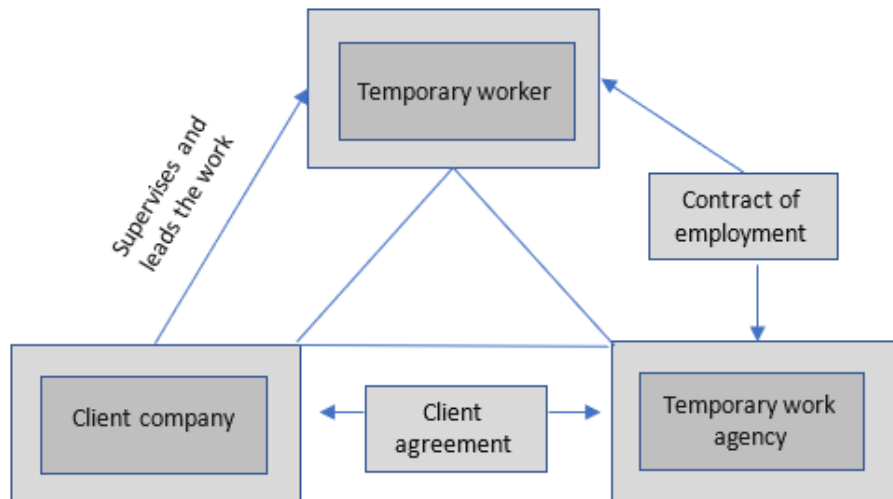 Temporary worker
Supervises and
leads the work
Contract of
employment
Client company
Client
agreement
Temporary work
agency